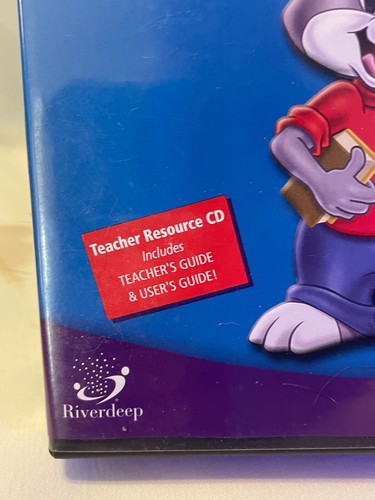 Teacher Resource CD
Includes
TEACHER'S GUIDE
& USER'S GUIDE!
Riverdeep